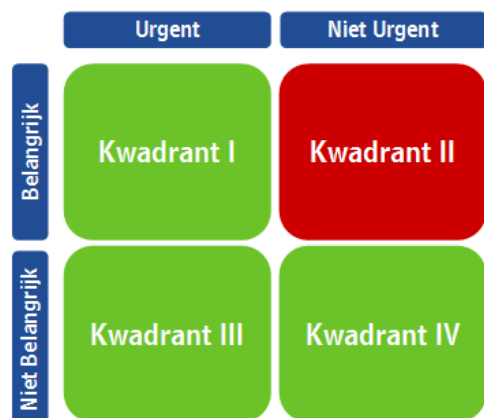 Urgent
Niet Urgent
Belangrijk
Kwadrant I
Kwadrant II
Niet Belangrijk
Kwadrant III
Kwadrant IV